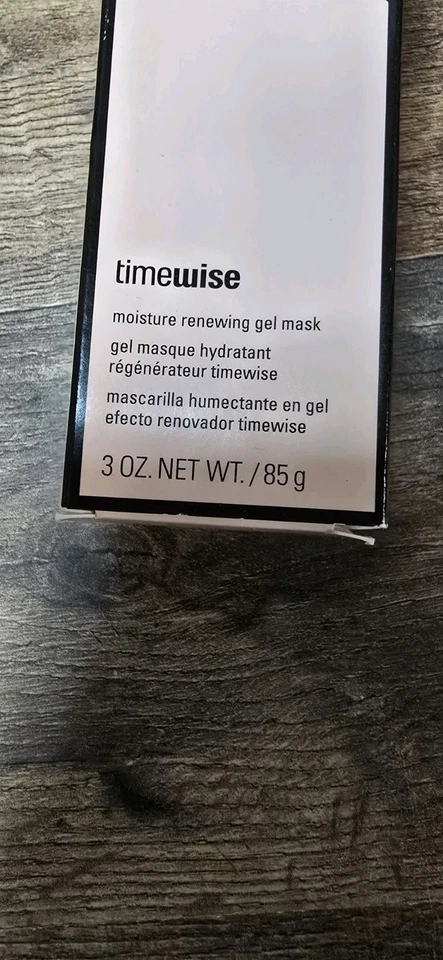 timewise
moisture renewing gel mask
gel masque hydratant
régénérateur timewise
mascarilla humectante en gel
efecto renovador timewise
3 OZ. NET WT. / 85 g